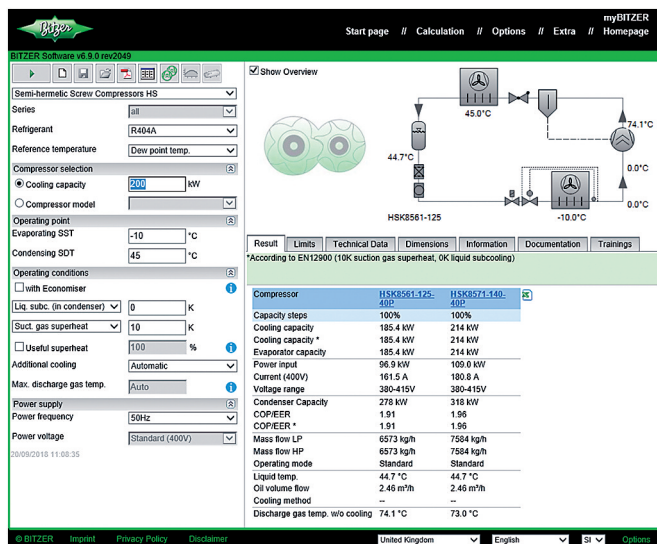 Bitzer
myBITZER
Start page // Calculation // Options // Extra // Homepage
BITZER Software v6.9.0 rev2049
Semi-hermetic Screw Compressors HS
Series all
Refrigerant R404A
Reference temperature Dew point temp.
Compressor selection
Cooling capacity 200 kW
Compressor model
Operating point
Evaporating SST -10 °C
Condensing SDT 45 °C
Operating conditions
with Economiser
Liq. subc. (in condenser) 0 K
Suct. gas superheat 10 K
Useful superheat 100 %
Additional cooling Automatic
Max. discharge gas temp. Auto
Power supply
Power frequency 50Hz
Power voltage Standard (400V)
20/09/2018 11:08:35
Show Overview
45.0°C
74.1°C
44.7°C
0.0°C
0.0°C
-10.0°C
HSK8561-125
Result Limits Technical Data Dimensions Information Documentation Trainings
*According to EN12900 (10K suction gas superheat, 0K liquid subcooling)
Compressor HSK8561-125-40P HSK8571-140-40P
Capacity steps 100% 100%
Cooling capacity 185.4 kW 214 kW
Cooling capacity * 185.4 kW 214 kW
Evaporator capacity 185.4 kW 214 kW
Power input 96.9 kW 109.0 kW
Current (400V) 161.5 A 180.8 A
Voltage range 380-415V 380-415V
Condenser Capacity 278 kW 318 kW
COP/EER 1.91 1.96
COP/EER * 1.91 1.96
Mass flow LP 6573 kg/h 7584 kg/h
Mass flow HP 6573 kg/h 7584 kg/h
Operating mode Standard Standard
Liquid temp. 44.7 °C 44.7 °C
Oil volume flow 2.46 m³/h 2.46 m³/h
Cooling method -- --
Discharge gas temp. w/o cooling 74.1 °C 73.0 °C
© BITZER Imprint Privacy Policy Disclaimer United Kingdom English SI Options